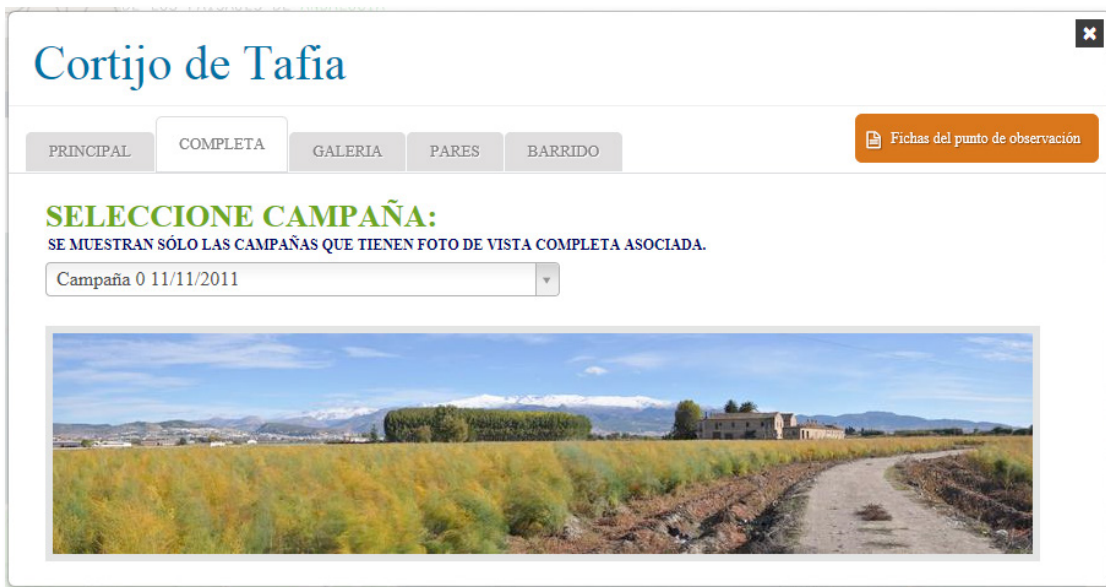 Cortijo de Tafia
PRINCIPAL
COMPLETA
GALERIA
PARES
BARRIDO
Fichas del punto de observación
SELECCIONE CAMPAÑA:
SE MUESTRAN SÓLO LAS CAMPAÑAS QUE TIENEN FOTO DE VISTA COMPLETA ASOCIADA.
Campaña 0 11/11/2011